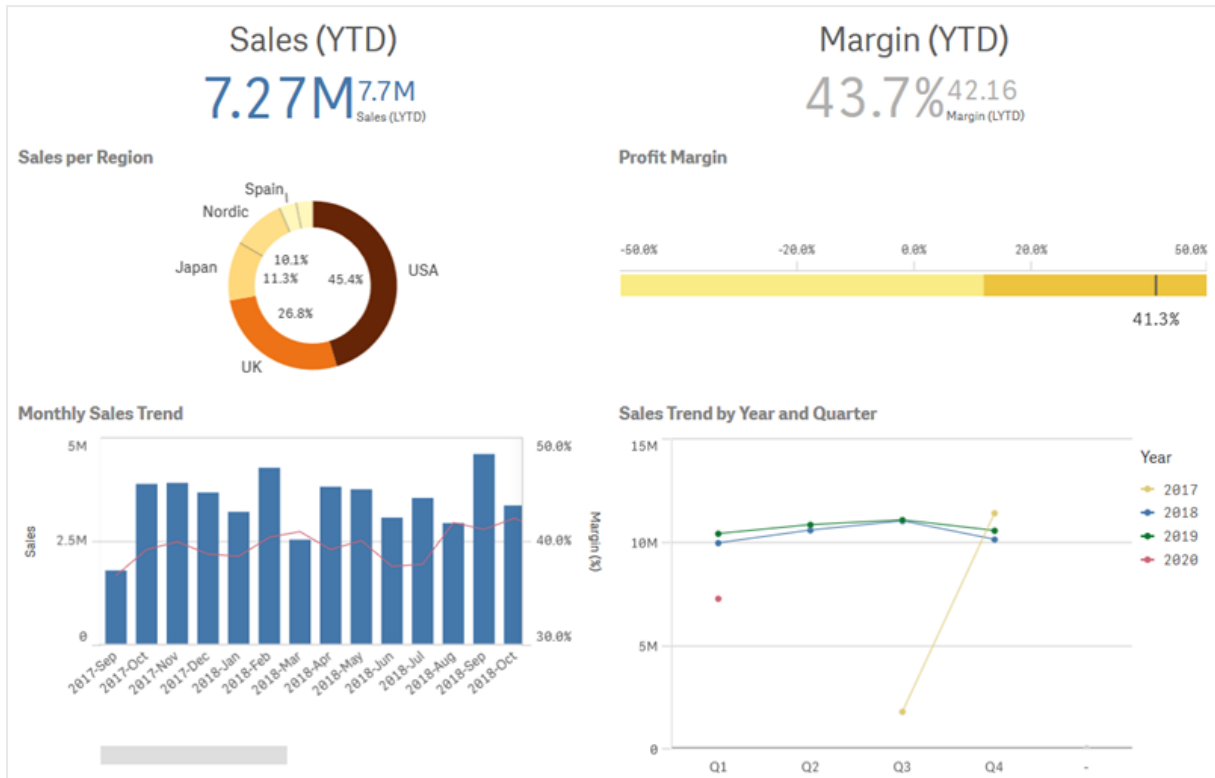 Sales (YTD)
7.27M 7.7M
Sales (LYTD)
Margin (YTD)
43.7% 42.16
Margin (LYTD)
Sales per Region
Spain
Nordic
Japan
USA
UK
10.1%
11.3%
45.4%
26.8%
Profit Margin
-50.0% -20.0% 0.0% 20.0% 50.0%
41.3%
Monthly Sales Trend
5M
2.5M
0
Sales
50.0%
40.0%
30.0%
Margin (%)
2017-Sep
2017-Oct
2017-Nov
2017-Dec
2018-Jan
2018-Feb
2018-Mar
2018-Apr
2018-May
2018-Jun
2018-Jul
2018-Aug
2018-Sep
2018-Oct
Sales Trend by Year and Quarter
15M
10M
5M
0
Q1 Q2 Q3 Q4 -
Year
2017
2018
2019
2020